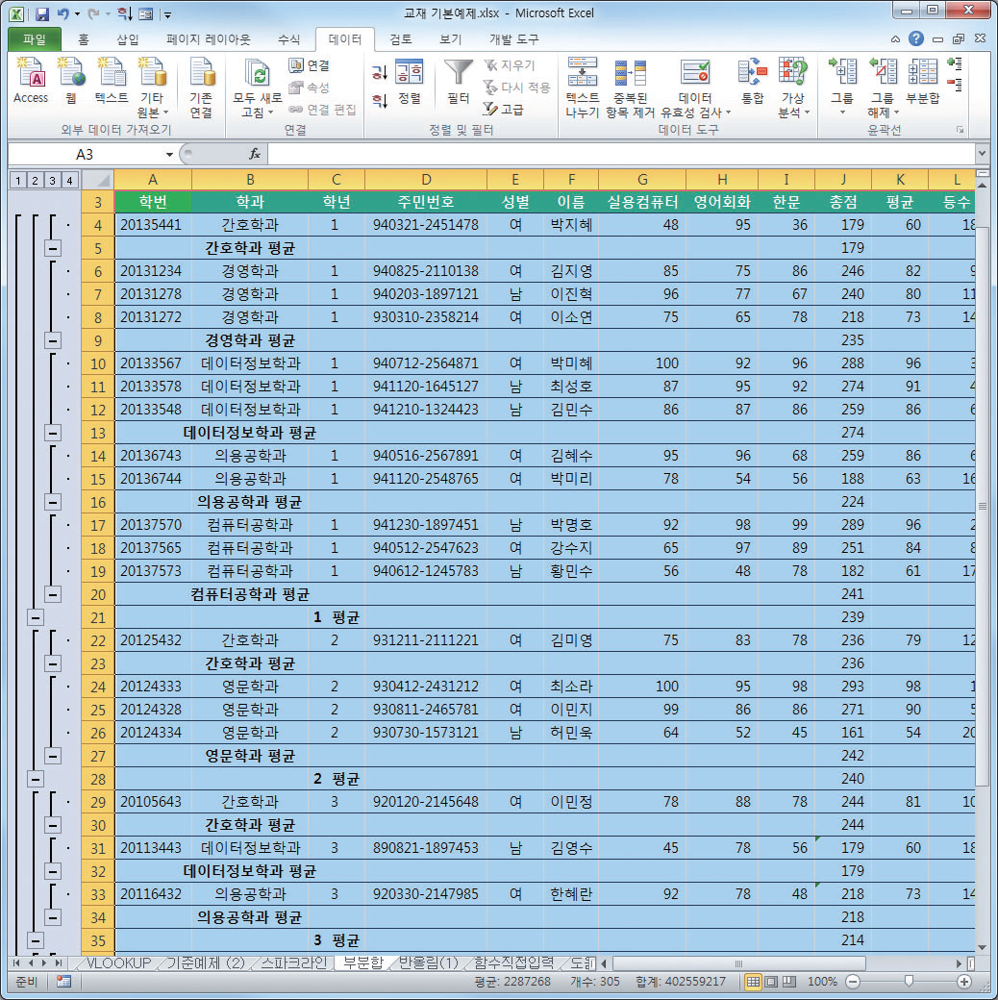 교재 기본예제.xlsx - Microsoft Excel
파일 홈 삽입 페이지 레이아웃 수식 데이터 검토 보기 개발 도구
Access 웹 텍스트 기타 원본 기존 연결 모두 새로 고침 연결 속성 연결 편집 정렬 필터 지우기 다시 적용 고급 텍스트 나누기 중복된 항목 제거 데이터 유효성 검사 통합 가상 분석 그룹 그룹 해제 부분합
외부 데이터 가져오기 연결 정렬 및 필터 데이터 도구 윤곽선
A3 fx
1 2 3 4 A B C D E F G H I J K L
3 학번 학과 학년 주민번호 성별 이름 실용컴퓨터 영어회화 한문 총점 평균 등수
4 20135441 간호학과 1 940321-2451478 여 박지혜 48 95 36 179 60 18
5 간호학과 평균 179
6 20131234 경영학과 1 940825-2110138 여 김지영 85 75 86 246 82 9
7 20131278 경영학과 1 940203-1897121 남 이진혁 96 77 67 240 80 11
8 20131272 경영학과 1 930310-2358214 여 이소연 75 65 78 218 73 14
9 경영학과 평균 235
10 20133567 데이터정보학과 1 940712-2564871 여 박미혜 100 92 96 288 96 3
11 20133578 데이터정보학과 1 941120-1645127 남 최성호 87 95 92 274 91 4
12 20133548 데이터정보학과 1 941210-1324423 남 김민수 86 87 86 259 86 6
13 데이터정보학과 평균 274
14 20136743 의용공학과 1 940516-2567891 여 김혜수 95 96 68 259 86 6
15 20136744 의용공학과 1 941120-2548765 여 박미리 78 54 56 188 63 16
16 의용공학과 평균 224
17 20137570 컴퓨터공학과 1 941230-1897451 남 박명호 92 98 99 289 96 2
18 20137565 컴퓨터공학과 1 940512-2547623 여 강수지 65 97 89 251 84 8
19 20137573 컴퓨터공학과 1 940612-1245783 남 황민수 56 48 78 182 61 17
20 컴퓨터공학과 평균 241
21 1 평균 239
22 20125432 간호학과 2 931211-2111221 여 김미영 75 83 78 236 79 12
23 간호학과 평균 236
24 20124333 영문학과 2 930412-2431212 여 최소라 100 95 98 293 98 1
25 20124328 영문학과 2 930811-2465781 여 이민지 99 86 86 271 90 5
26 20124334 영문학과 2 930730-1573121 남 허민욱 64 52 45 161 54 20
27 영문학과 평균 242
28 2 평균 240
29 20105643 간호학과 3 920120-2145648 여 이민정 78 88 78 244 81 10
30 간호학과 평균 244
31 20113443 데이터정보학과 3 890821-1897453 남 김영수 45 78 56 179 60 18
32 데이터정보학과 평균 179
33 20116432 의용공학과 3 920330-2147985 여 한혜란 92 78 48 218 73 14
34 의용공학과 평균 218
35 3 평균 214
VLOOKUP 기준예제 (2) 스파크라인 부분합 반올림(1) 함수직접입력
준비 평균: 2287268 개수: 305 합계: 402559217 100%